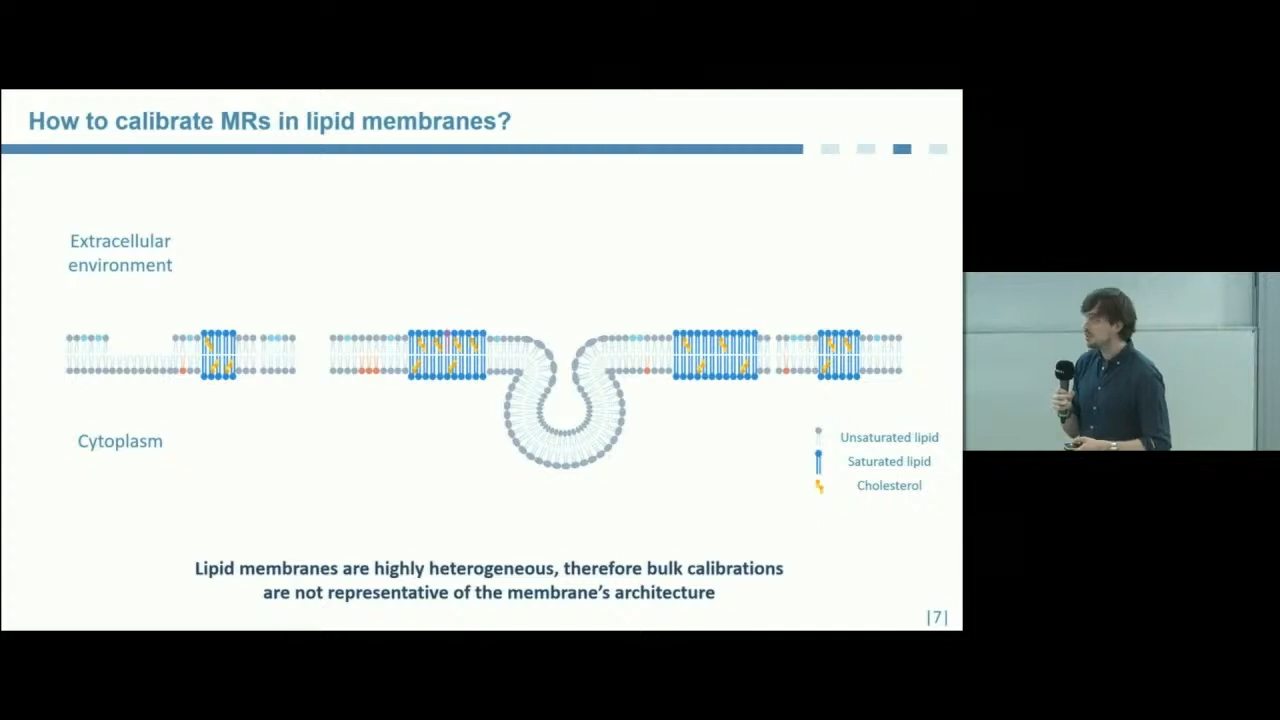 How to calibrate MRs in lipid membranes?
Extracellular
environment
Cytoplasm
Unsaturated lipid
Saturated lipid
Cholesterol
Lipid membranes are highly heterogeneous, therefore bulk calibrations
are not representative of the membrane's architecture
|7|